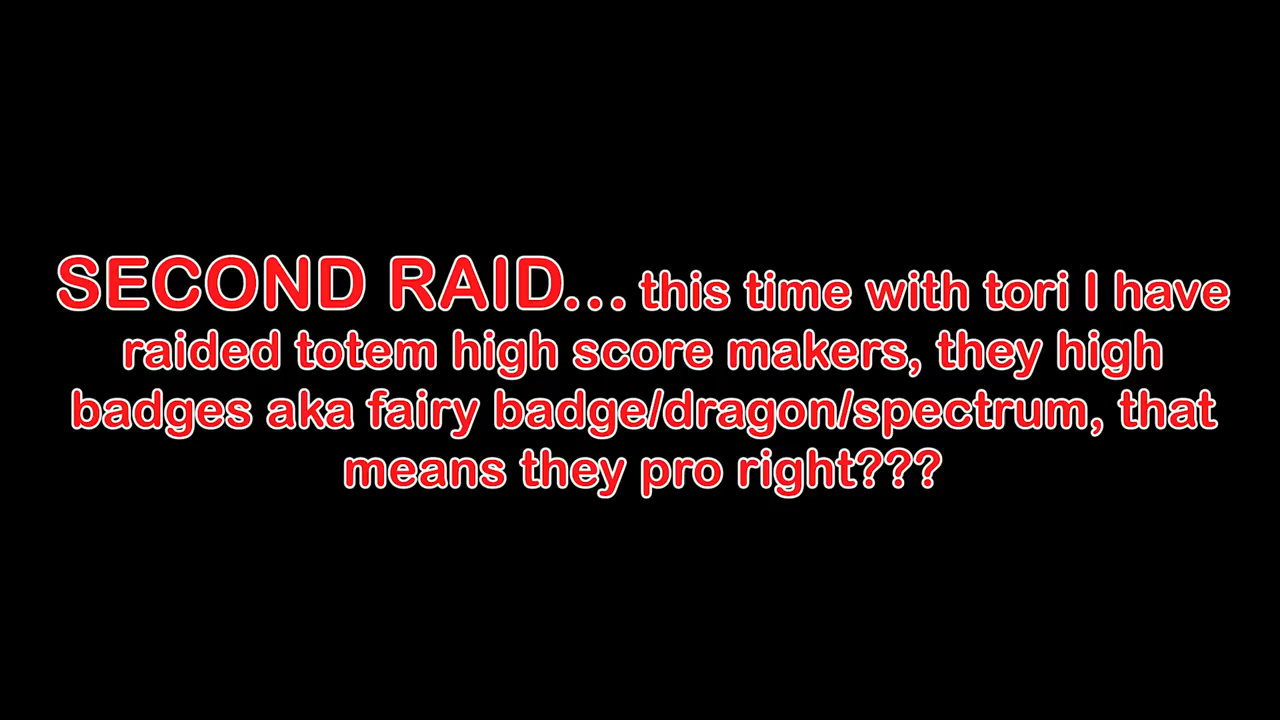 SECOND RAID... this time with tori I have
raided totem high score makers, they high
badges aka fairy badge/dragon/spectrum, that
means they pro right???